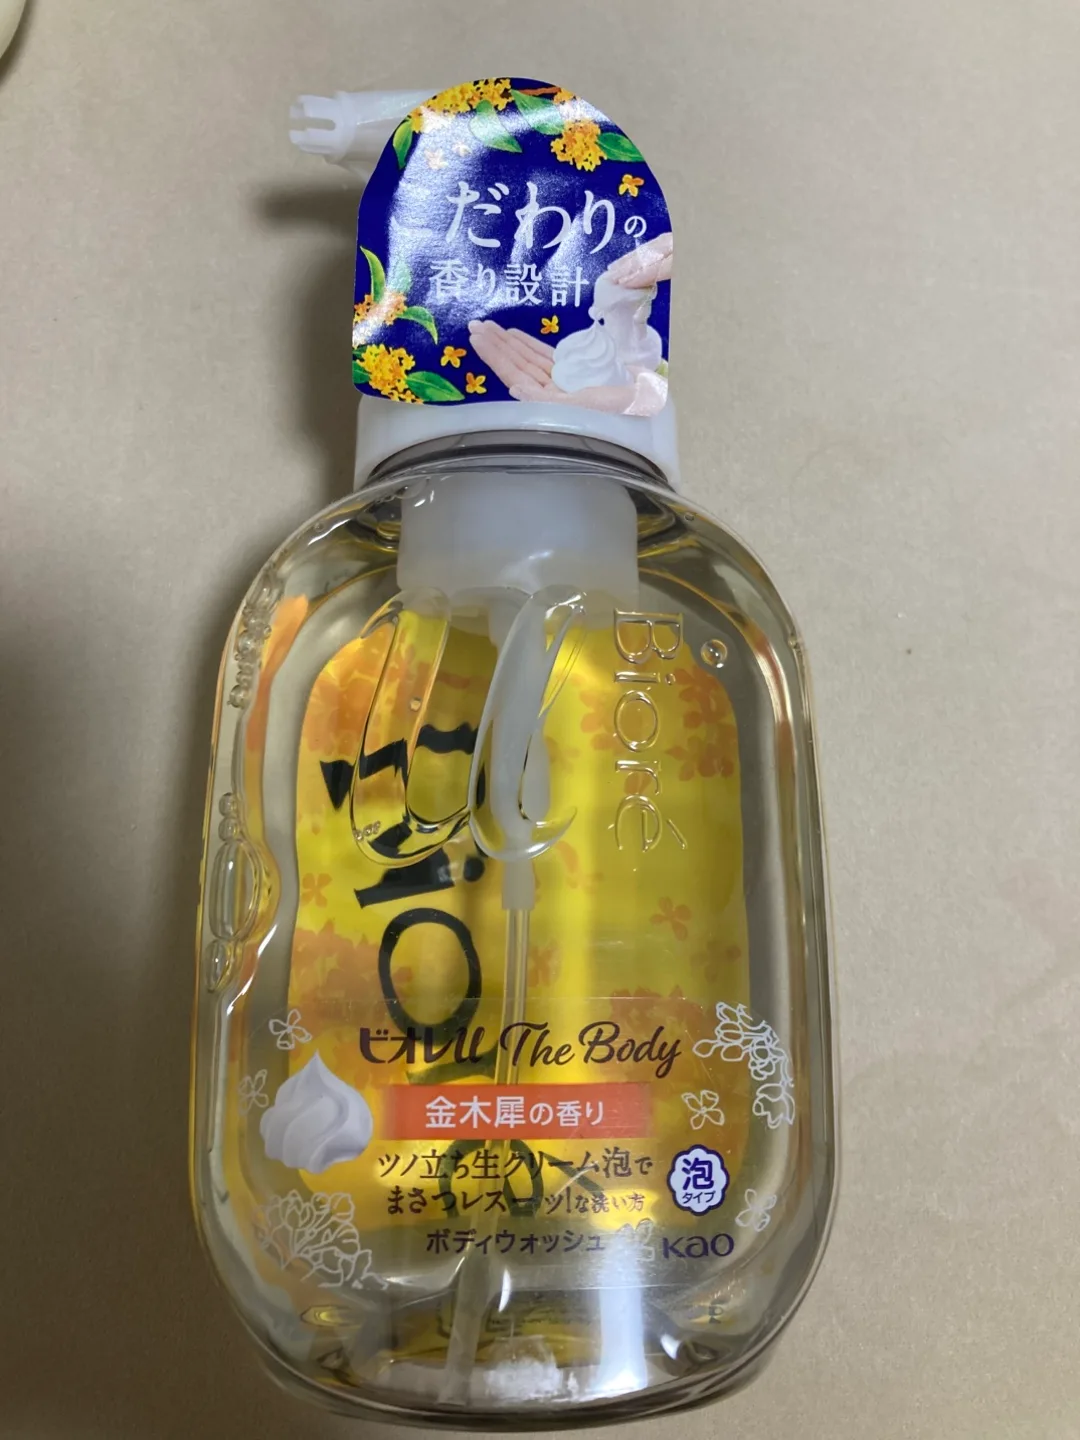 こだわりの
香り設計
Bioré
u
ビオレu The Body
金木犀の香り
ツノ立ち生クリーム泡で
まさつレスーッ!な洗い方
泡
タイプ
ボディウォッシュ
Kao